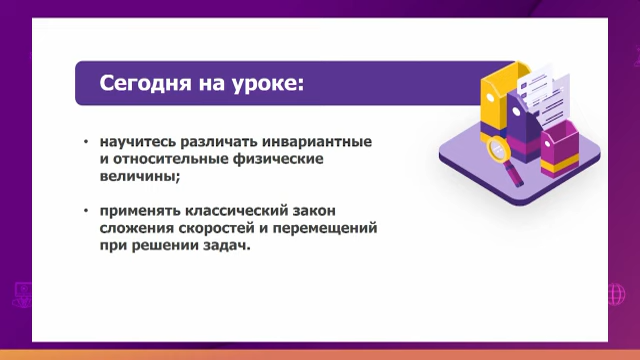 Сегодня на уроке:
• научитесь различать инвариантные
и относительные физические
величины;
• применять классический закон
сложения скоростей и перемещений
при решении задач.